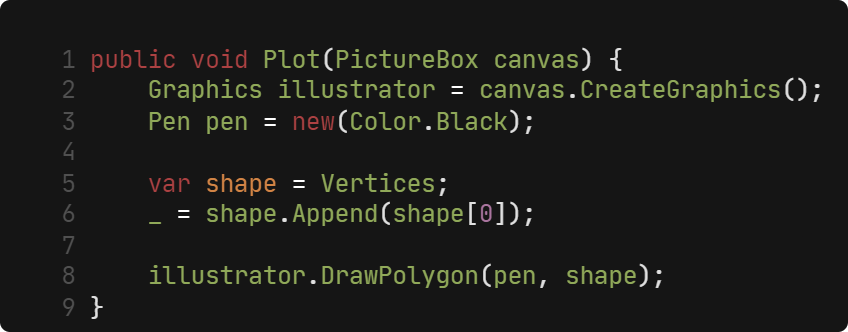 1 public void Plot(PictureBox canvas) {
2     Graphics illustrator = canvas.CreateGraphics();
3     Pen pen = new(Color.Black);
4
5     var shape = Vertices;
6     _ = shape.Append(shape[0]);
7
8     illustrator.DrawPolygon(pen, shape);
9 }